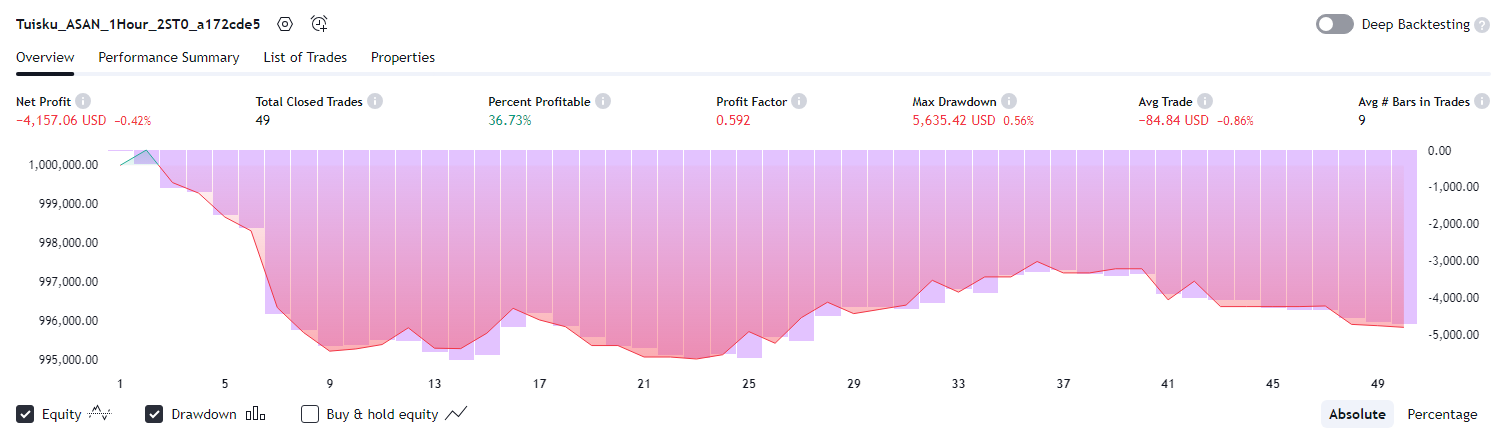 Tuisku_ASAN_1Hour_2ST0_a172cde5 Deep Backtesting ?
Overview Performance Summary List of Trades Properties
Net Profit i Total Closed Trades i Percent Profitable i Profit Factor i Max Drawdown i Avg Trade i Avg # Bars in Trades i
−4,157.06 USD −0.42% 49 36.73% 0.592 5,635.42 USD 0.56% −84.84 USD −0.86% 9
1,000,000.00 0.00
999,000.00 -1,000.00
998,000.00 -2,000.00
997,000.00 -3,000.00
996,000.00 -4,000.00
995,000.00 -5,000.00
1 5 9 13 17 21 25 29 33 37 41 45 49
Equity Drawdown Buy & hold equity Absolute Percentage